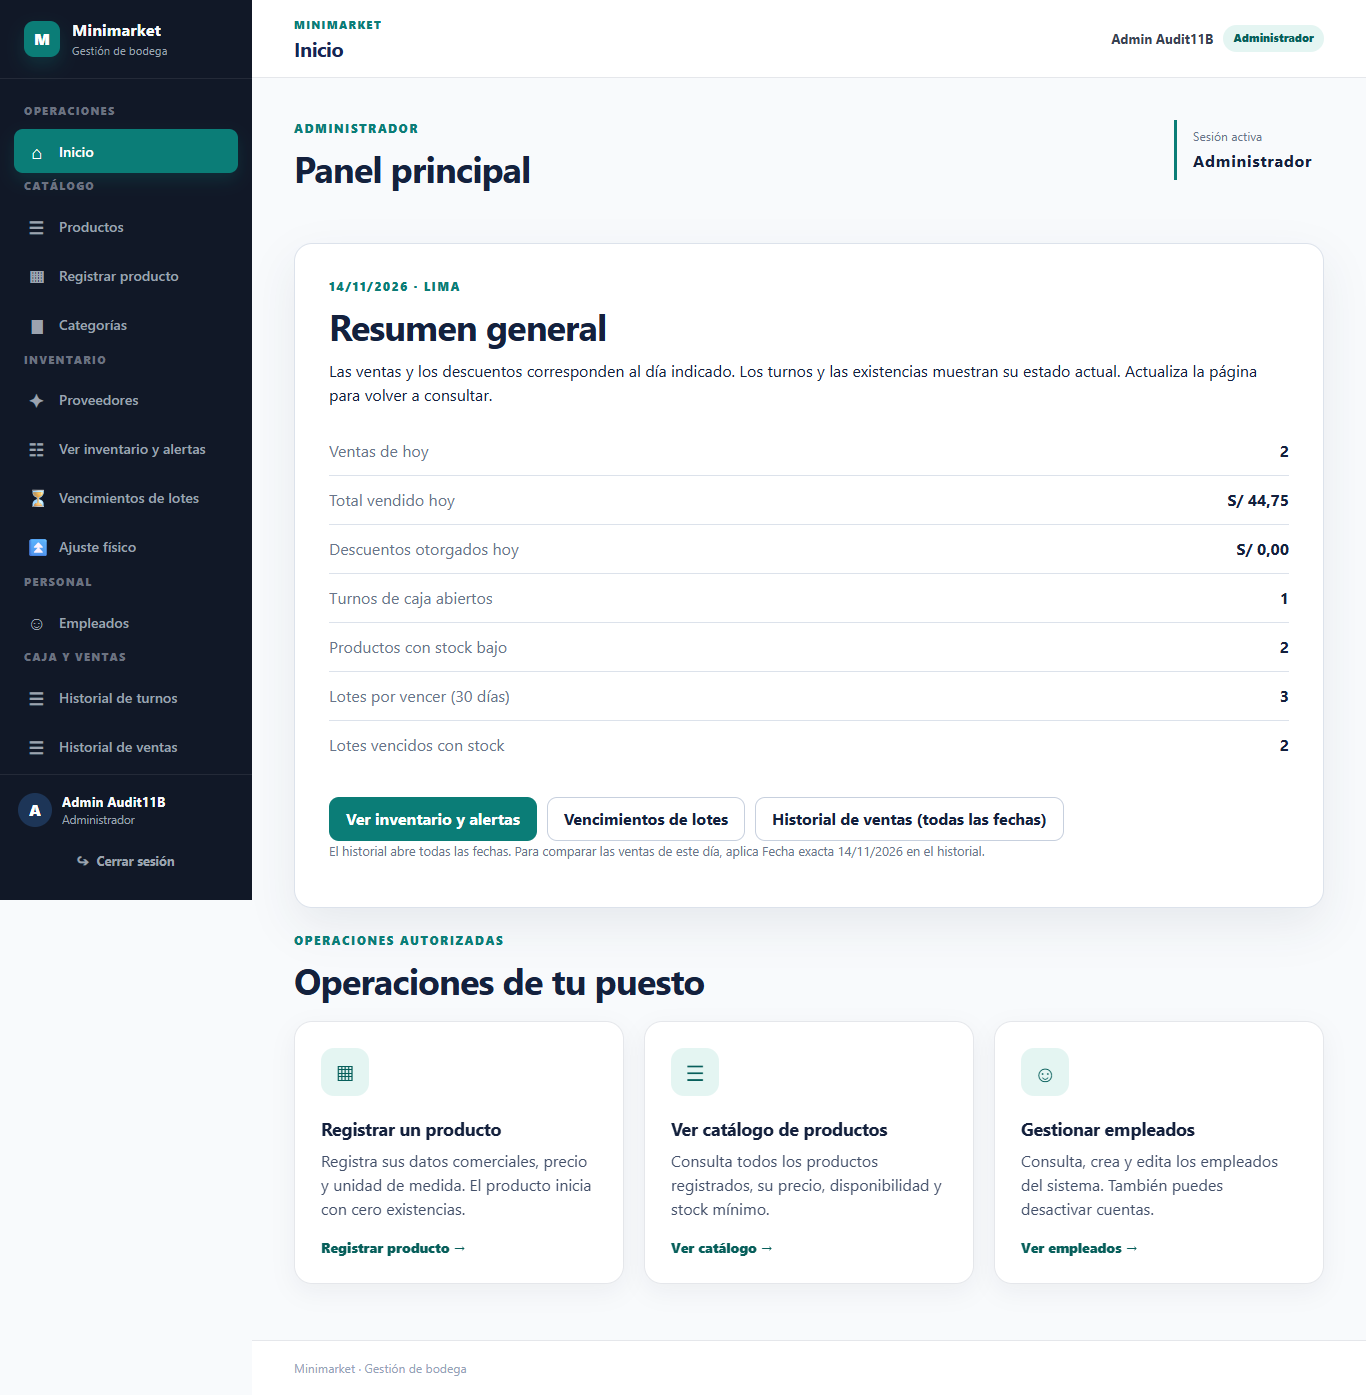 M
Minimarket
Gestión de bodega
OPERACIONES
Inicio
CATÁLOGO
Productos
Registrar producto
Categorías
INVENTARIO
Proveedores
Ver inventario y alertas
Vencimientos de lotes
Ajuste físico
PERSONAL
Empleados
CAJA Y VENTAS
Historial de turnos
Historial de ventas
A
Admin Audit11B
Administrador
Cerrar sesión
MINIMARKET
Inicio
Admin Audit11B
Administrador
ADMINISTRADOR
Panel principal
Sesión activa
Administrador
14/11/2026 · LIMA
Resumen general
Las ventas y los descuentos corresponden al día indicado. Los turnos y las existencias muestran su estado actual. Actualiza la página
para volver a consultar.
Ventas de hoy 2
Total vendido hoy S/ 44,75
Descuentos otorgados hoy S/ 0,00
Turnos de caja abiertos 1
Productos con stock bajo 2
Lotes por vencer (30 días) 3
Lotes vencidos con stock 2
Ver inventario y alertas
Vencimientos de lotes
Historial de ventas (todas las fechas)
El historial abre todas las fechas. Para comparar las ventas de este día, aplica Fecha exacta 14/11/2026 en el historial.
OPERACIONES AUTORIZADAS
Operaciones de tu puesto
Registrar un producto
Registra sus datos comerciales, precio
y unidad de medida. El producto inicia
con cero existencias.
Registrar producto →
Ver catálogo de productos
Consulta todos los productos
registrados, su precio, disponibilidad y
stock mínimo.
Ver catálogo →
Gestionar empleados
Consulta, crea y edita los empleados
del sistema. También puedes
desactivar cuentas.
Ver empleados →
Minimarket · Gestión de bodega